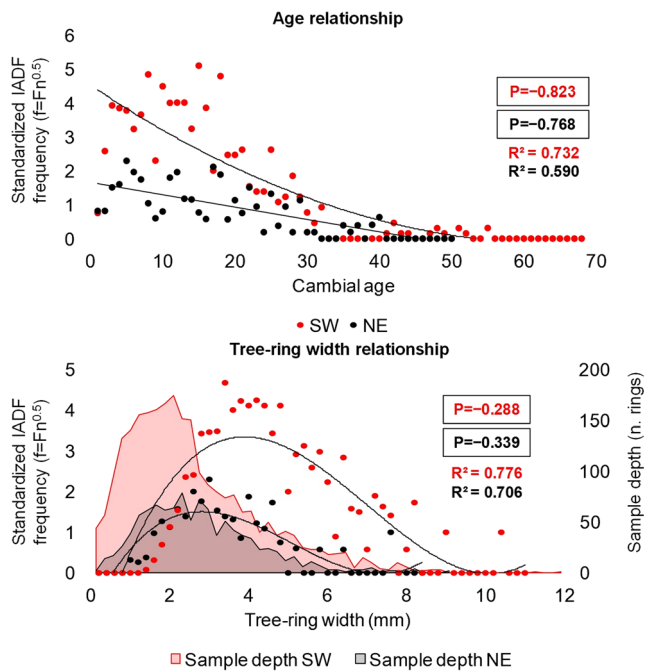 Age relationship
Standardized IADF
frequency (f=Fn^0.5)
6
5
4
3
2
1
0
P=−0.823
P=−0.768
R² = 0.732
R² = 0.590
0 10 20 30 40 50 60 70
Cambial age
SW NE
Tree-ring width relationship
Standardized IADF
frequency (f=Fn^0.5)
5
4
3
2
1
0
P=−0.288
P=−0.339
R² = 0.776
R² = 0.706
200
150
100
50
0
Sample depth (n. rings)
0 2 4 6 8 10 12
Tree-ring width (mm)
Sample depth SW Sample depth NE